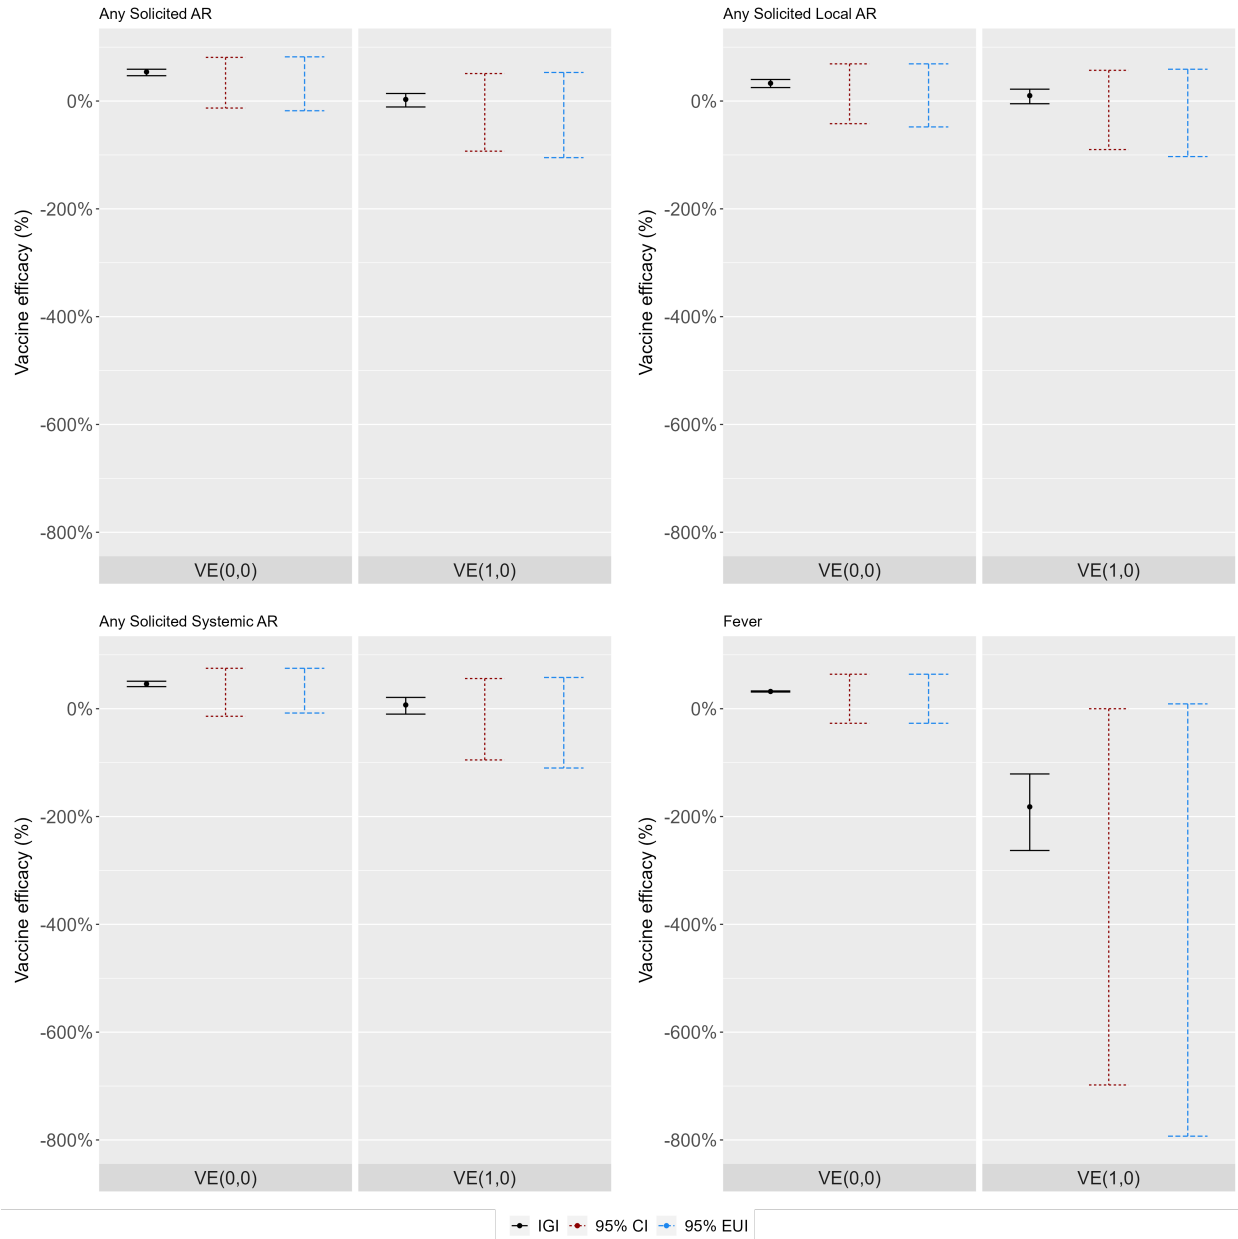 Any Solicited AR
Vaccine efficacy (%)
0%
-200%
-400%
-600%
-800%
VE(0,0)
VE(1,0)
Any Solicited Local AR
Vaccine efficacy (%)
0%
-200%
-400%
-600%
-800%
VE(0,0)
VE(1,0)
Any Solicited Systemic AR
Vaccine efficacy (%)
0%
-200%
-400%
-600%
-800%
VE(0,0)
VE(1,0)
Fever
Vaccine efficacy (%)
0%
-200%
-400%
-600%
-800%
VE(0,0)
VE(1,0)
IGI 95% CI 95% EUI